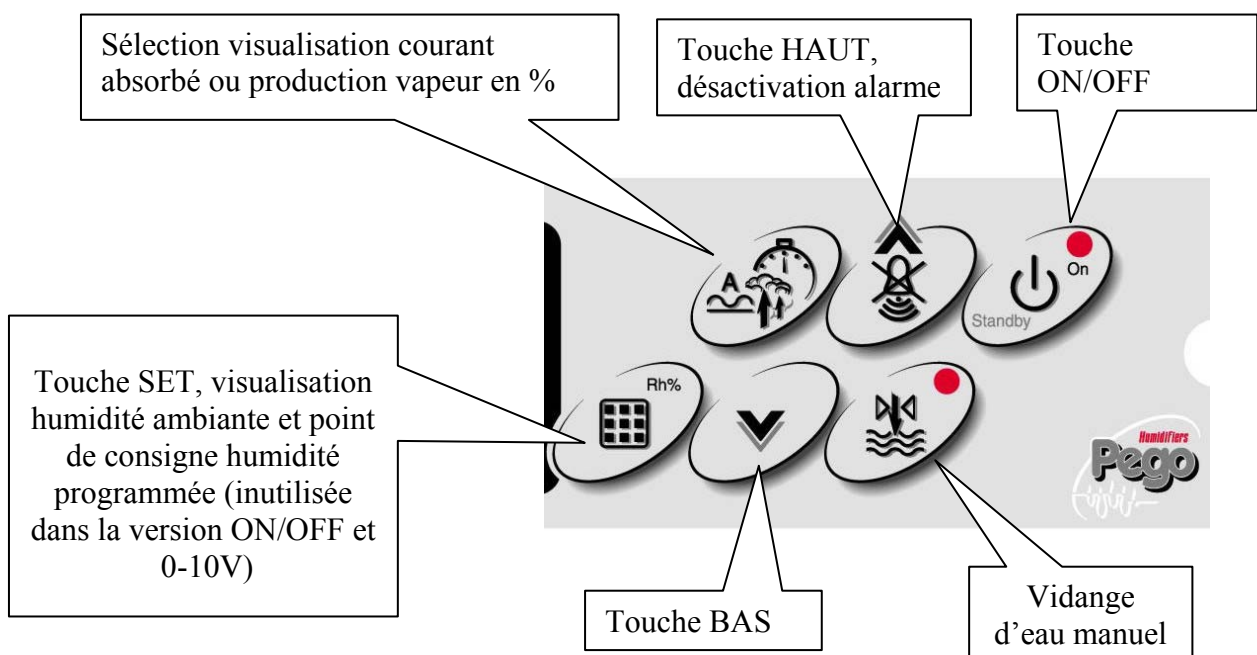 Sélection visualisation courant
absorbé ou production vapeur en %
Touche HAUT,
désactivation alarme
Touche
ON/OFF
A
On
Standby
Touche SET, visualisation
humidité ambiante et point
de consigne humidité
programmée (inutilisée
dans la version ON/OFF et
0-10V)
Rh%
Humidifiers
Pego
Touche BAS
Vidange
d’eau manuel